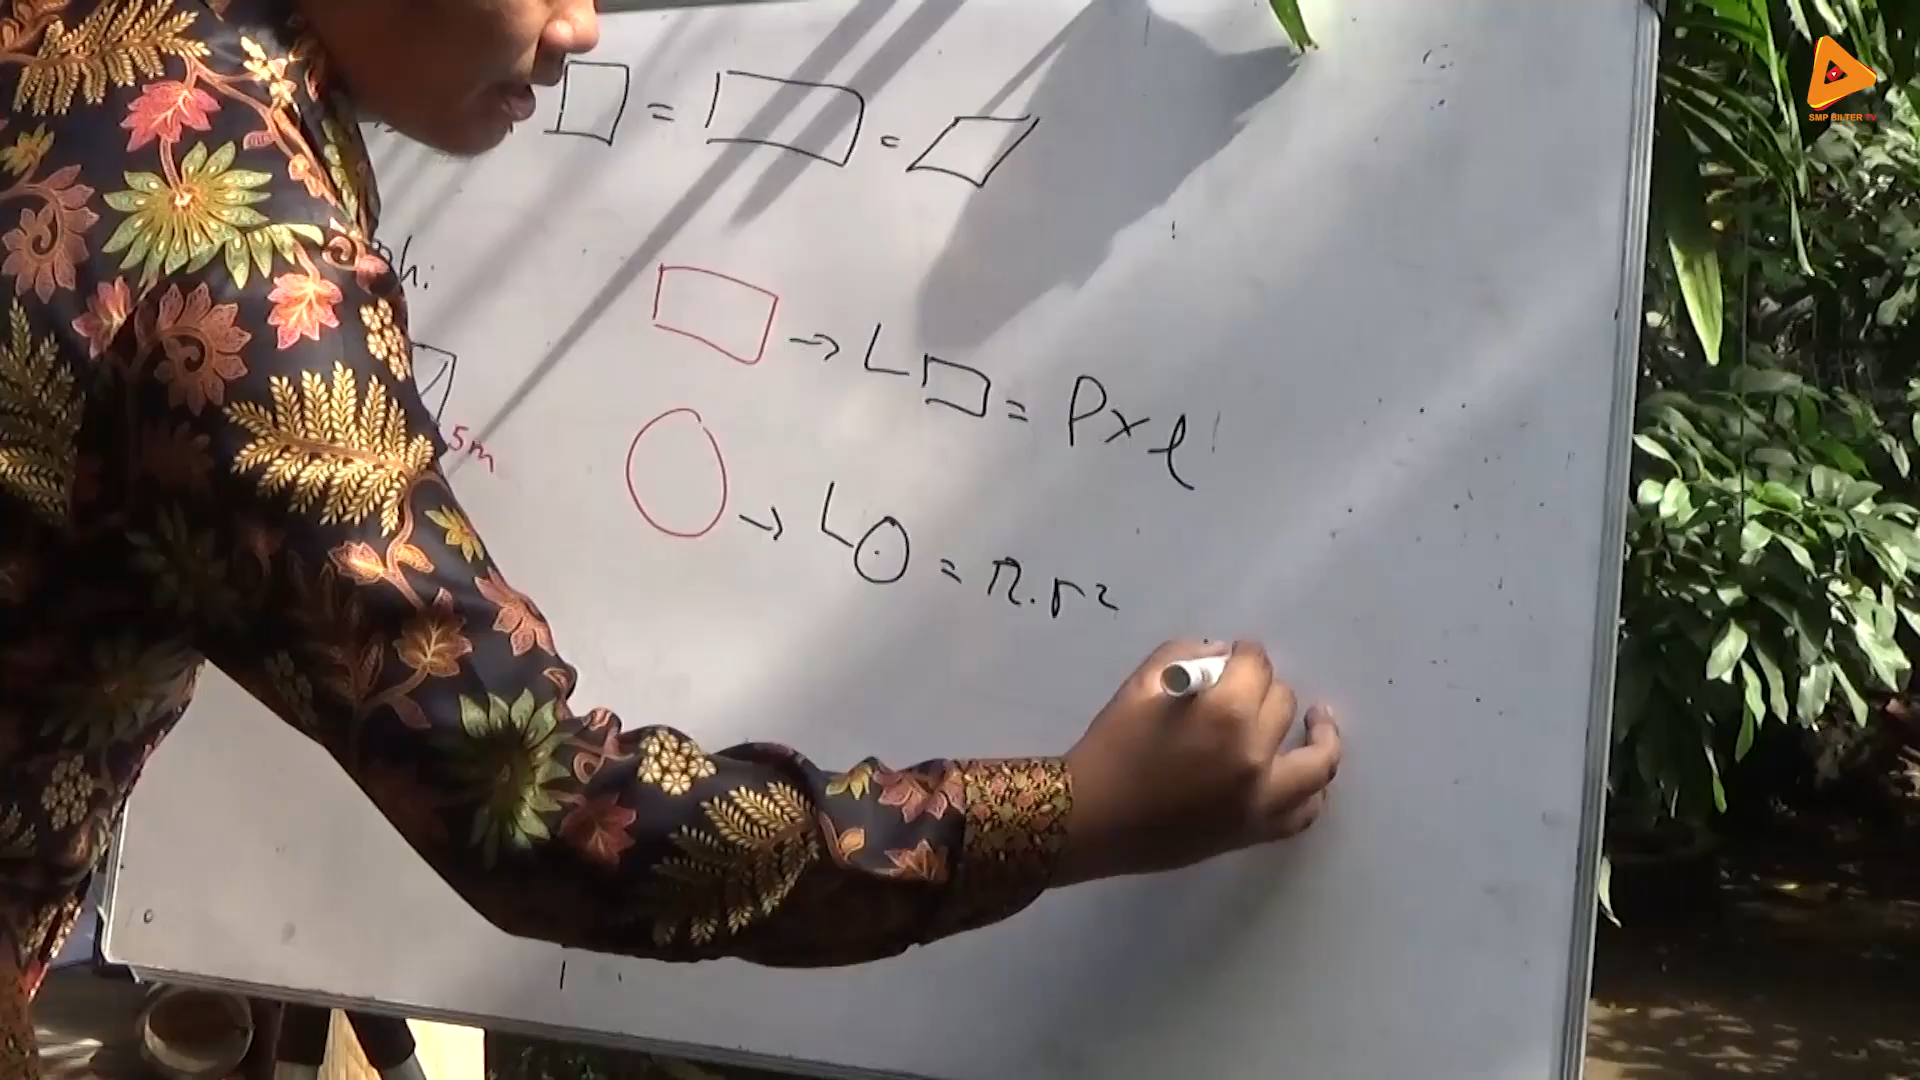 SMP BILTER TV
= =
h:
→ L = P x l
5m
→ L = π.r²